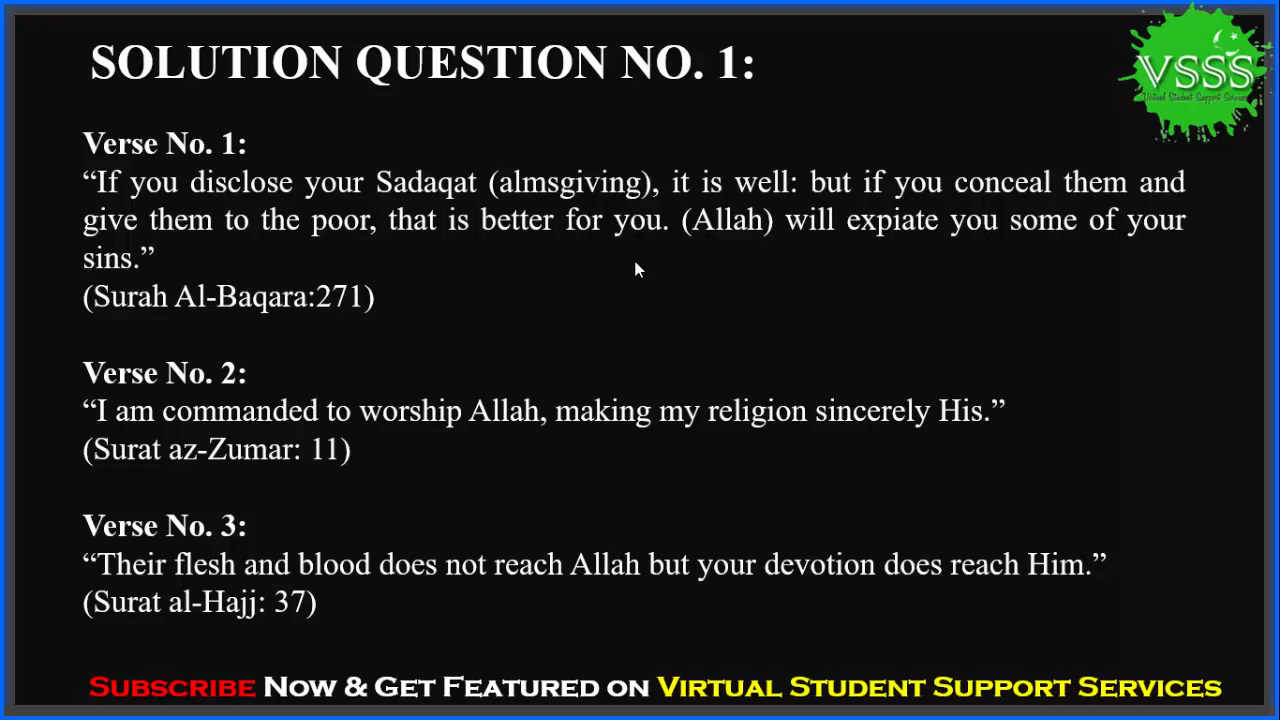 SOLUTION QUESTION NO. 1:
VSSS
Virtual Student Support Services
Verse No. 1:
“If you disclose your Sadaqat (almsgiving), it is well: but if you conceal them and
give them to the poor, that is better for you. (Allah) will expiate you some of your
sins.”
(Surah Al-Baqara:271)
Verse No. 2:
“I am commanded to worship Allah, making my religion sincerely His.”
(Surat az-Zumar: 11)
Verse No. 3:
“Their flesh and blood does not reach Allah but your devotion does reach Him.”
(Surat al-Hajj: 37)
SUBSCRIBE NOW & GET FEATURED ON VIRTUAL STUDENT SUPPORT SERVICES